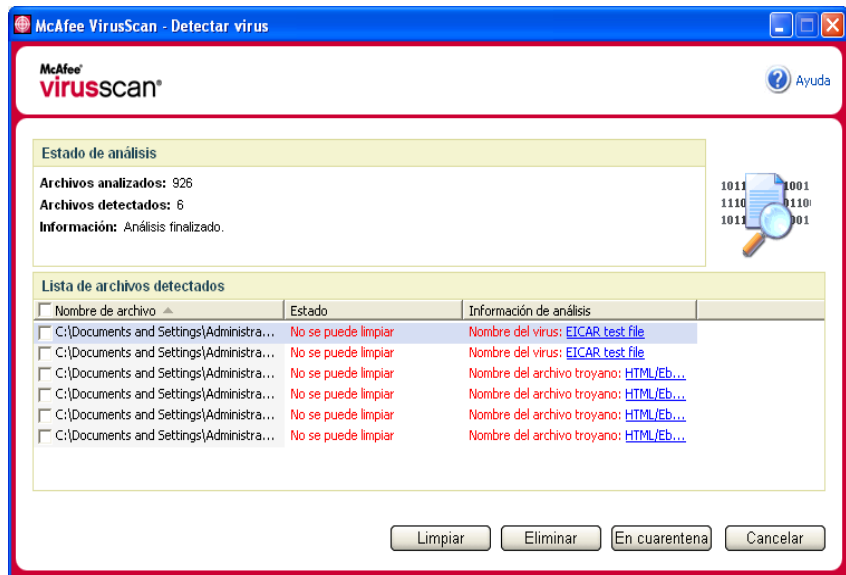 McAfee VirusScan - Detectar virus
McAfee®
virusscan®
Ayuda
Estado de análisis
Archivos analizados: 926
Archivos detectados: 6
Información: Análisis finalizado.
Lista de archivos detectados
Nombre de archivo Estado Información de análisis
C:\Documents and Settings\Administra... No se puede limpiar Nombre del virus: EICAR test file
C:\Documents and Settings\Administra... No se puede limpiar Nombre del virus: EICAR test file
C:\Documents and Settings\Administra... No se puede limpiar Nombre del archivo troyano: HTML/Eb...
C:\Documents and Settings\Administra... No se puede limpiar Nombre del archivo troyano: HTML/Eb...
C:\Documents and Settings\Administra... No se puede limpiar Nombre del archivo troyano: HTML/Eb...
C:\Documents and Settings\Administra... No se puede limpiar Nombre del archivo troyano: HTML/Eb...
Limpiar Eliminar En cuarentena Cancelar